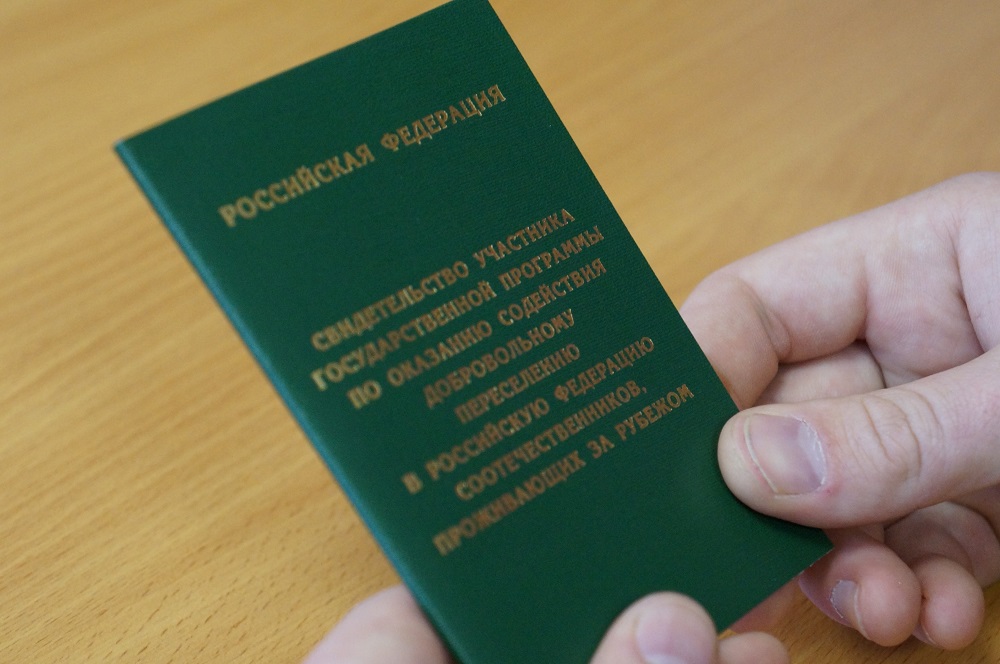 РОССИЙСКАЯ ФЕДЕРАЦИЯ
СВИДЕТЕЛЬСТВО УЧАСТНИКА
ГОСУДАРСТВЕННОЙ ПРОГРАММЫ
ПО ОКАЗАНИЮ СОДЕЙСТВИЯ
ДОБРОВОЛЬНОМУ
ПЕРЕСЕЛЕНИЮ
В РОССИЙСКУЮ ФЕДЕРАЦИЮ
СООТЕЧЕСТВЕННИКОВ,
ПРОЖИВАЮЩИХ ЗА РУБЕЖОМ